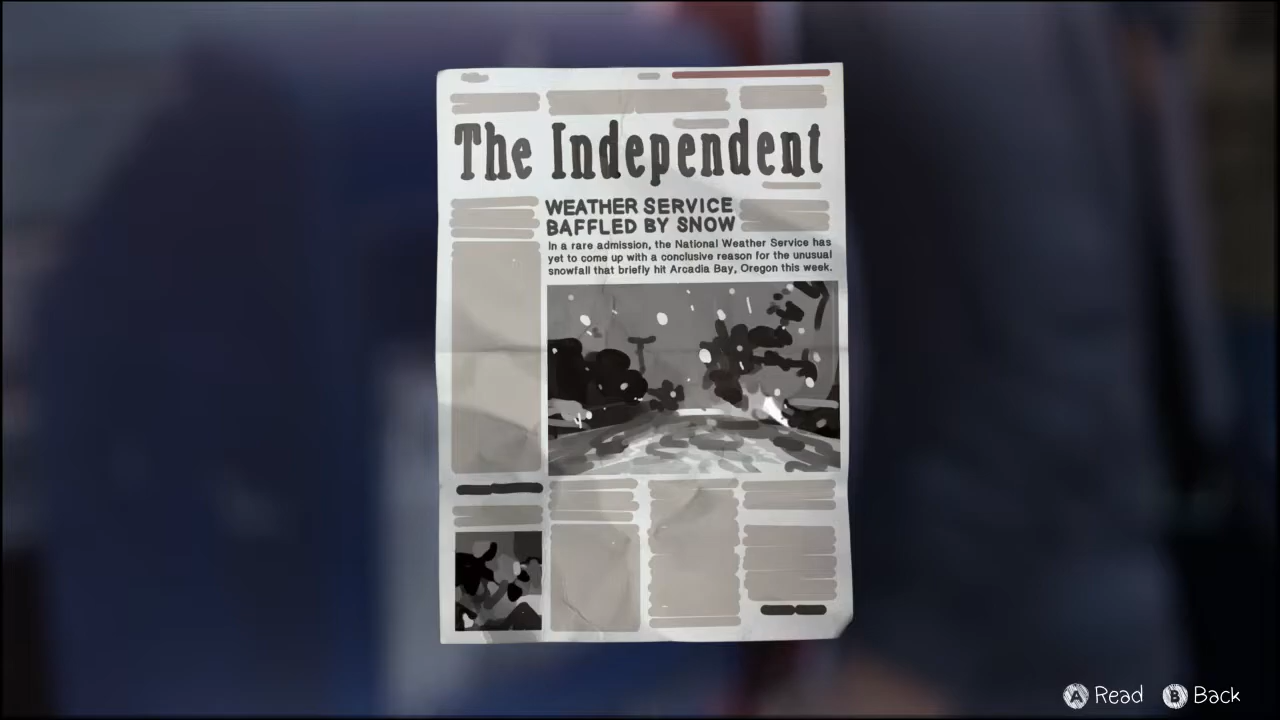 The Independent
WEATHER SERVICE
BAFFLED BY SNOW
In a rare admission, the National Weather Service has
yet to come up with a conclusive reason for the unusual
snowfall that briefly hit Arcadia Bay, Oregon this week.
A Read B Back